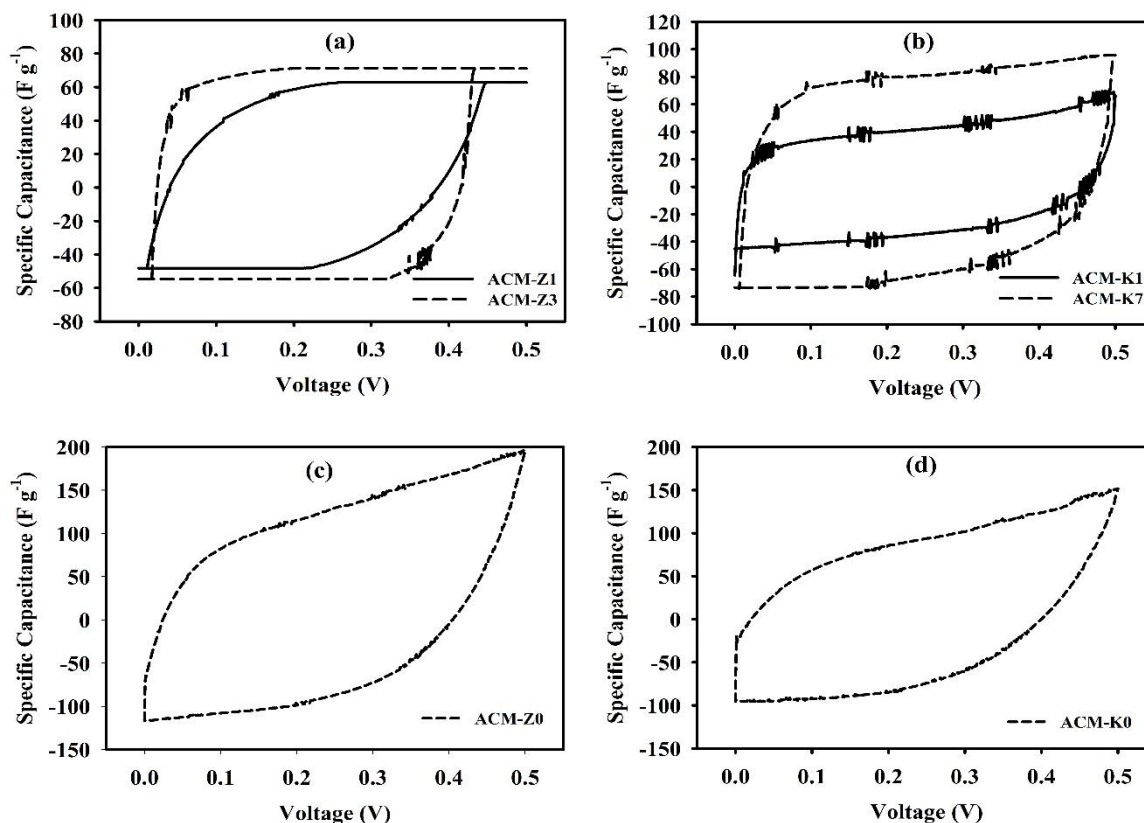 (a)
Specific Capacitance (F g⁻¹)
100
80
60
40
20
0
-20
-40
-60
-80
ACM-Z1
ACM-Z3
0.0 0.1 0.2 0.3 0.4 0.5
Voltage (V)
(b)
Specific Capacitance (F g⁻¹)
120
100
80
60
40
20
0
-20
-40
-60
-80
-100
ACM-K1
ACM-K7
0.0 0.1 0.2 0.3 0.4 0.5
Voltage (V)
(c)
Specific Capacitance (F g⁻¹)
200
150
100
50
0
-50
-100
-150
ACM-Z0
0.0 0.1 0.2 0.3 0.4 0.5
Voltage (V)
(d)
Specific Capacitance (F g⁻¹)
200
150
100
50
0
-50
-100
-150
ACM-K0
0.0 0.1 0.2 0.3 0.4 0.5
Voltage (V)